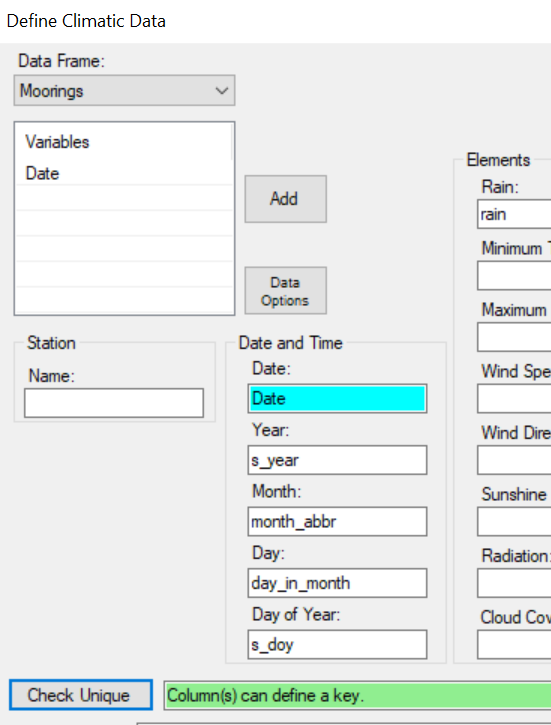 Define Climatic Data
Data Frame:
Moorings
Variables
Date
Add
Data
Options
Station
Name:
Date and Time
Date:
Date
Year:
s_year
Month:
month_abbr
Day:
day_in_month
Day of Year:
s_doy
Elements
Rain:
rain
Minimum
Maximum
Wind Spe
Wind Dire
Sunshine
Radiation:
Cloud Cov
Check Unique
Column(s) can define a key.